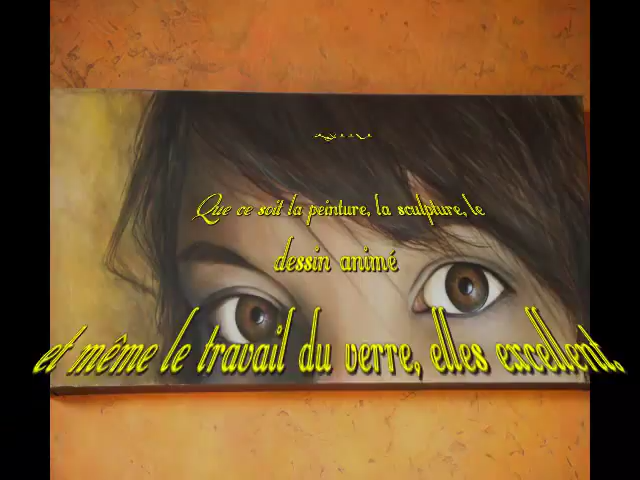 Que ce soit la peinture, la sculpture, le
dessin animé
et même le travail du verre, elles excellent.